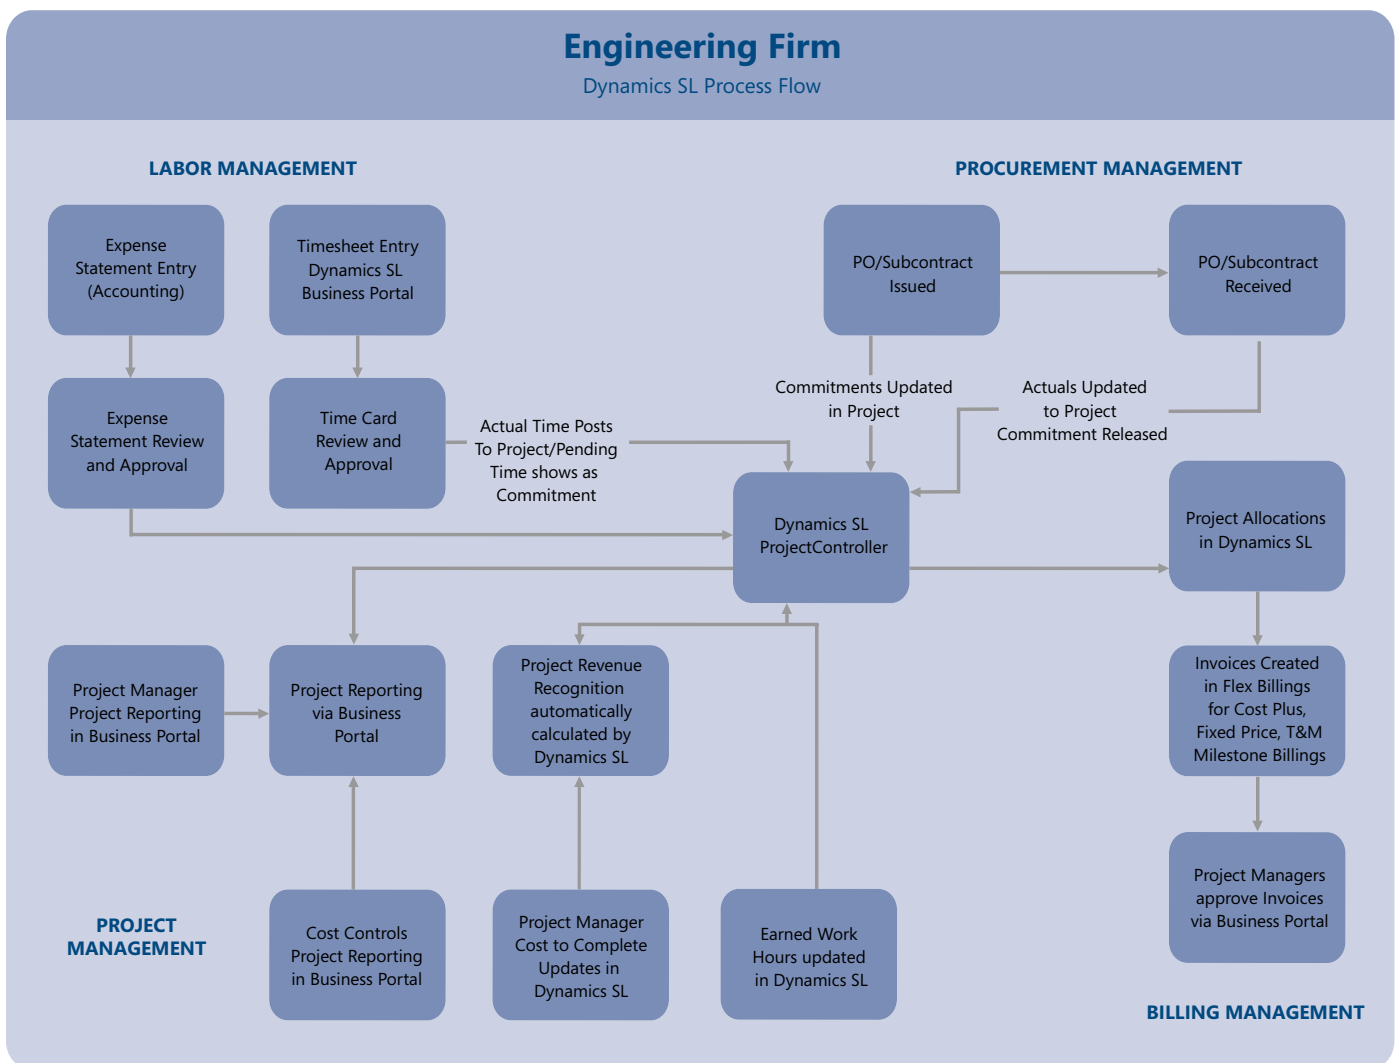 Engineering Firm
Dynamics SL Process Flow
LABOR MANAGEMENT
PROCUREMENT MANAGEMENT
Expense
Statement Entry
(Accounting)
Timesheet Entry
Dynamics SL
Business Portal
PO/Subcontract
Issued
PO/Subcontract
Received
Expense
Statement Review
and Approval
Time Card
Review and
Approval
Actual Time Posts
To Project/Pending
Time shows as
Commitment
Commitments Updated
in Project
Actuals Updated
to Project
Commitment Released
Dynamics SL
ProjectController
Project Allocations
in Dynamics SL
Project Manager
Project Reporting
in Business Portal
Project Reporting
via Business
Portal
Project Revenue
Recognition
automatically
calculated by
Dynamics SL
Invoices Created
in Flex Billings
for Cost Plus,
Fixed Price, T&M
Milestone Billings
PROJECT
MANAGEMENT
Cost Controls
Project Reporting
in Business Portal
Project Manager
Cost to Complete
Updates in
Dynamics SL
Earned Work
Hours updated
in Dynamics SL
Project Managers
approve Invoices
via Business Portal
BILLING MANAGEMENT